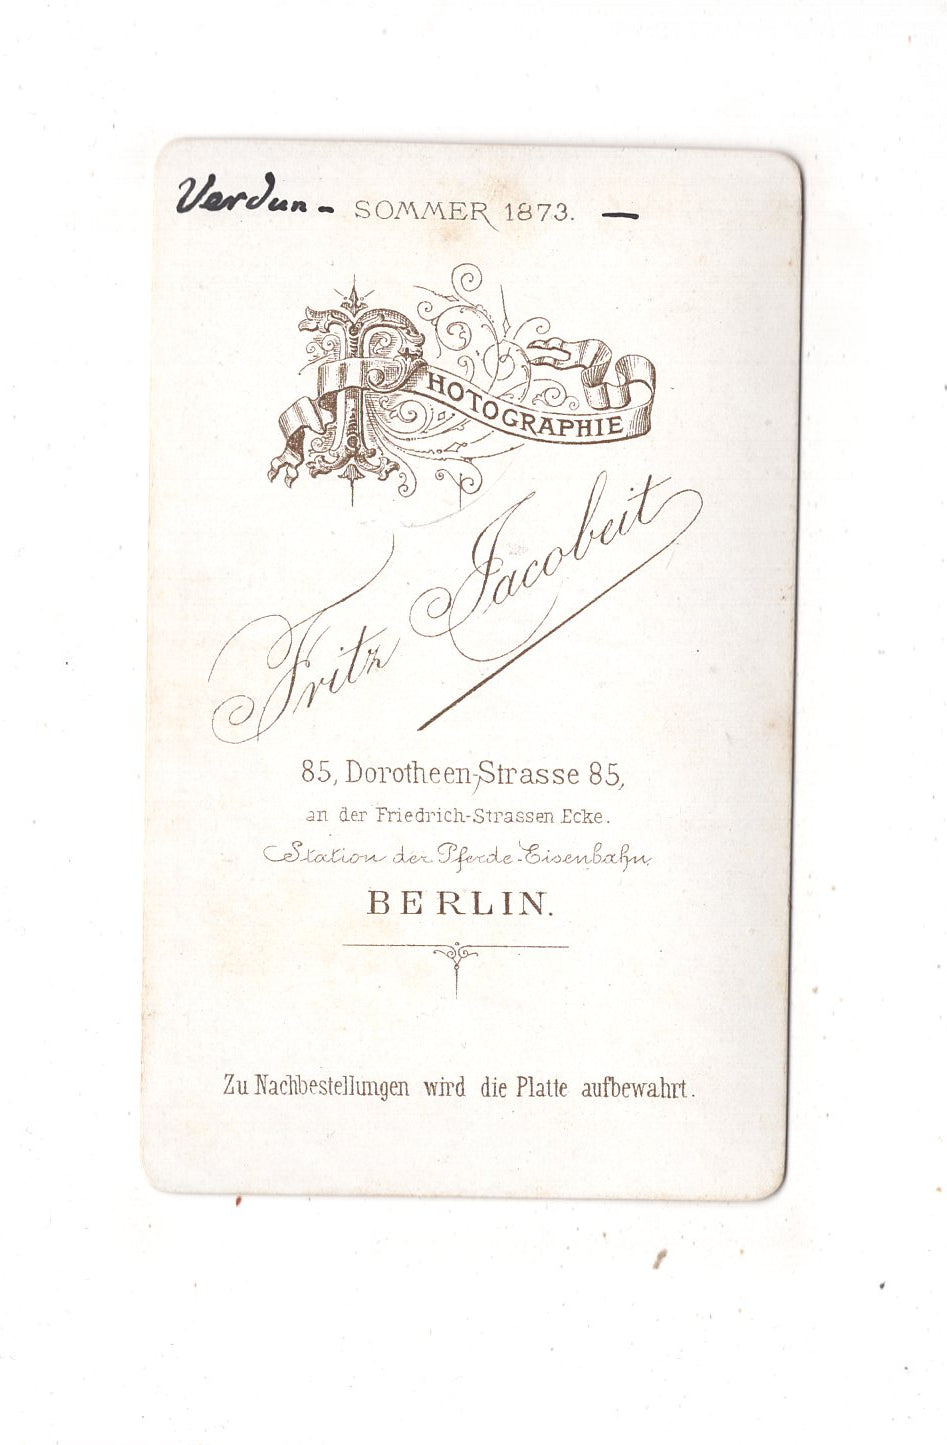 Verdun - SOMMER 1873. —
PHOTOGRAPHIE
Fritz Jacobeit
85, Dorotheen-Strasse 85,
an der Friedrich-Strassen Ecke.
Station der Pferde-Eisenbahn,
BERLIN.
Zu Nachbestellungen wird die Platte aufbewahrt.